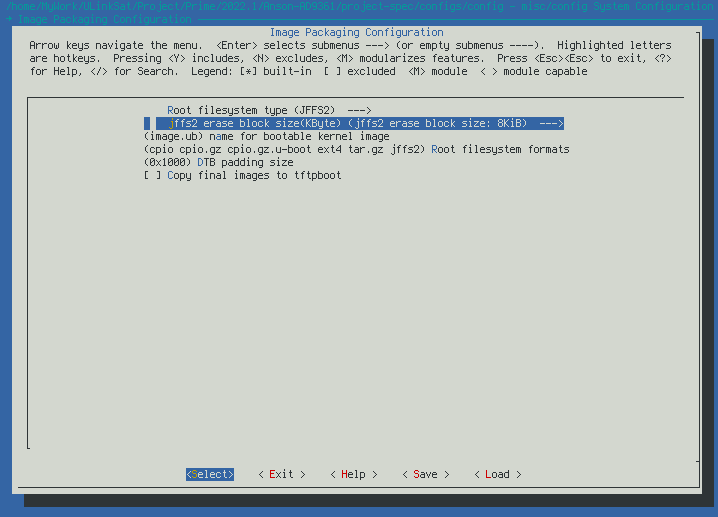 /home/MyWork/ULinkSat/Project/Prime/2022.1/Anson-AD9361/project-spec/configs/config - misc/config System Configuration
→ Image Packaging Configuration
Image Packaging Configuration
Arrow keys navigate the menu.  <Enter> selects submenus ---> (or empty submenus ----).  Highlighted letters
are hotkeys.  Pressing <Y> includes, <N> excludes, <M> modularizes features.  Press <Esc><Esc> to exit, <?>
for Help, </> for Search.  Legend: [*] built-in  [ ] excluded  <M> module  < > module capable
Root filesystem type (JFFS2)  --->
jffs2 erase block size(KByte) (jffs2 erase block size: 8KiB)  --->
(image.ub) name for bootable kernel image
(cpio cpio.gz cpio.gz.u-boot ext4 tar.gz jffs2) Root filesystem formats
(0x1000) DTB padding size
[ ] Copy final images to tftpboot
<Select>    < Exit >    < Help >    < Save >    < Load >